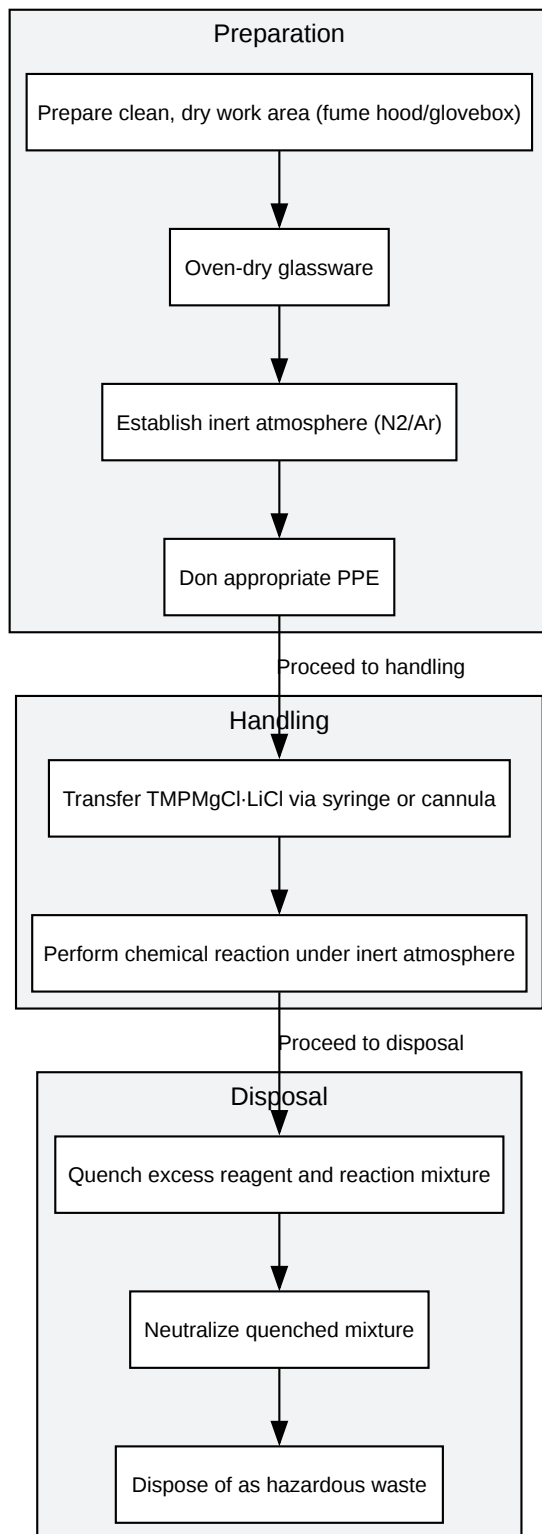 Preparation
Prepare clean, dry work area (fume hood/glovebox)
Oven-dry glassware
Establish inert atmosphere (N2/Ar)
Don appropriate PPE
Proceed to handling
Handling
Transfer TMPMgCl·LiCl via syringe or cannula
Perform chemical reaction under inert atmosphere
Proceed to disposal
Disposal
Quench excess reagent and reaction mixture
Neutralize quenched mixture
Dispose of as hazardous waste